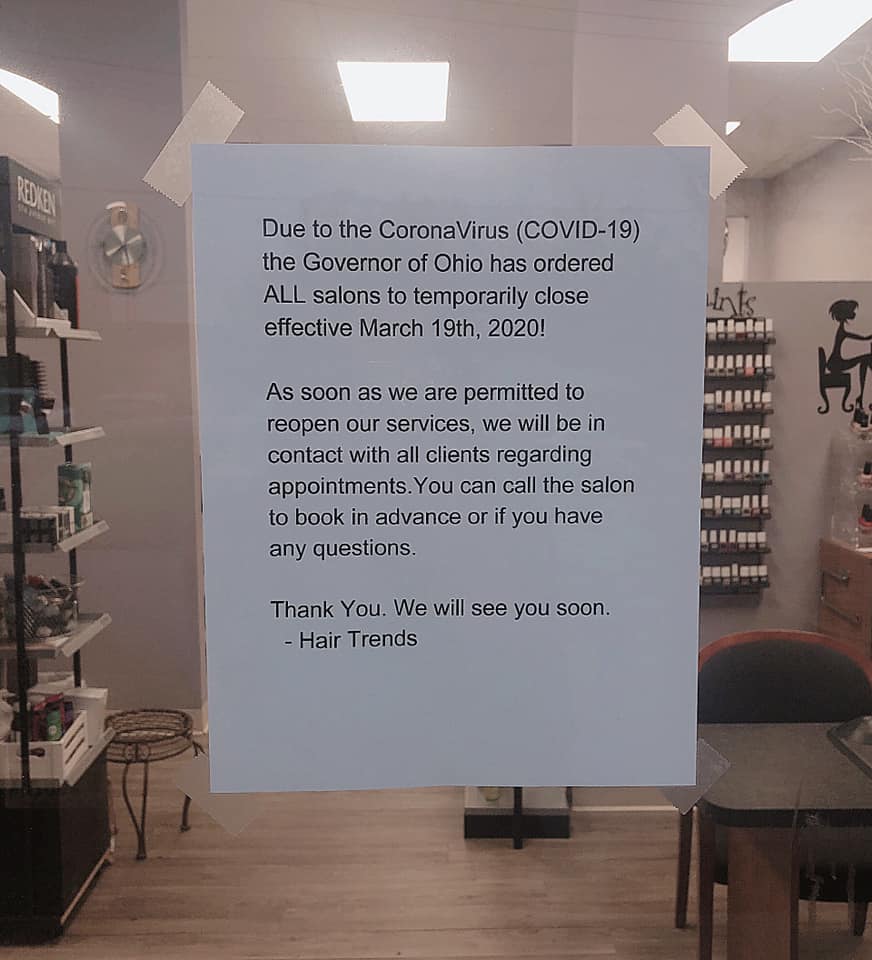 REDKEN
Due to the CoronaVirus (COVID-19)
the Governor of Ohio has ordered
ALL salons to temporarily close
effective March 19th, 2020!
As soon as we are permitted to
reopen our services, we will be in
contact with all clients regarding
appointments.You can call the salon
to book in advance or if you have
any questions.
Thank You. We will see you soon.
- Hair Trends